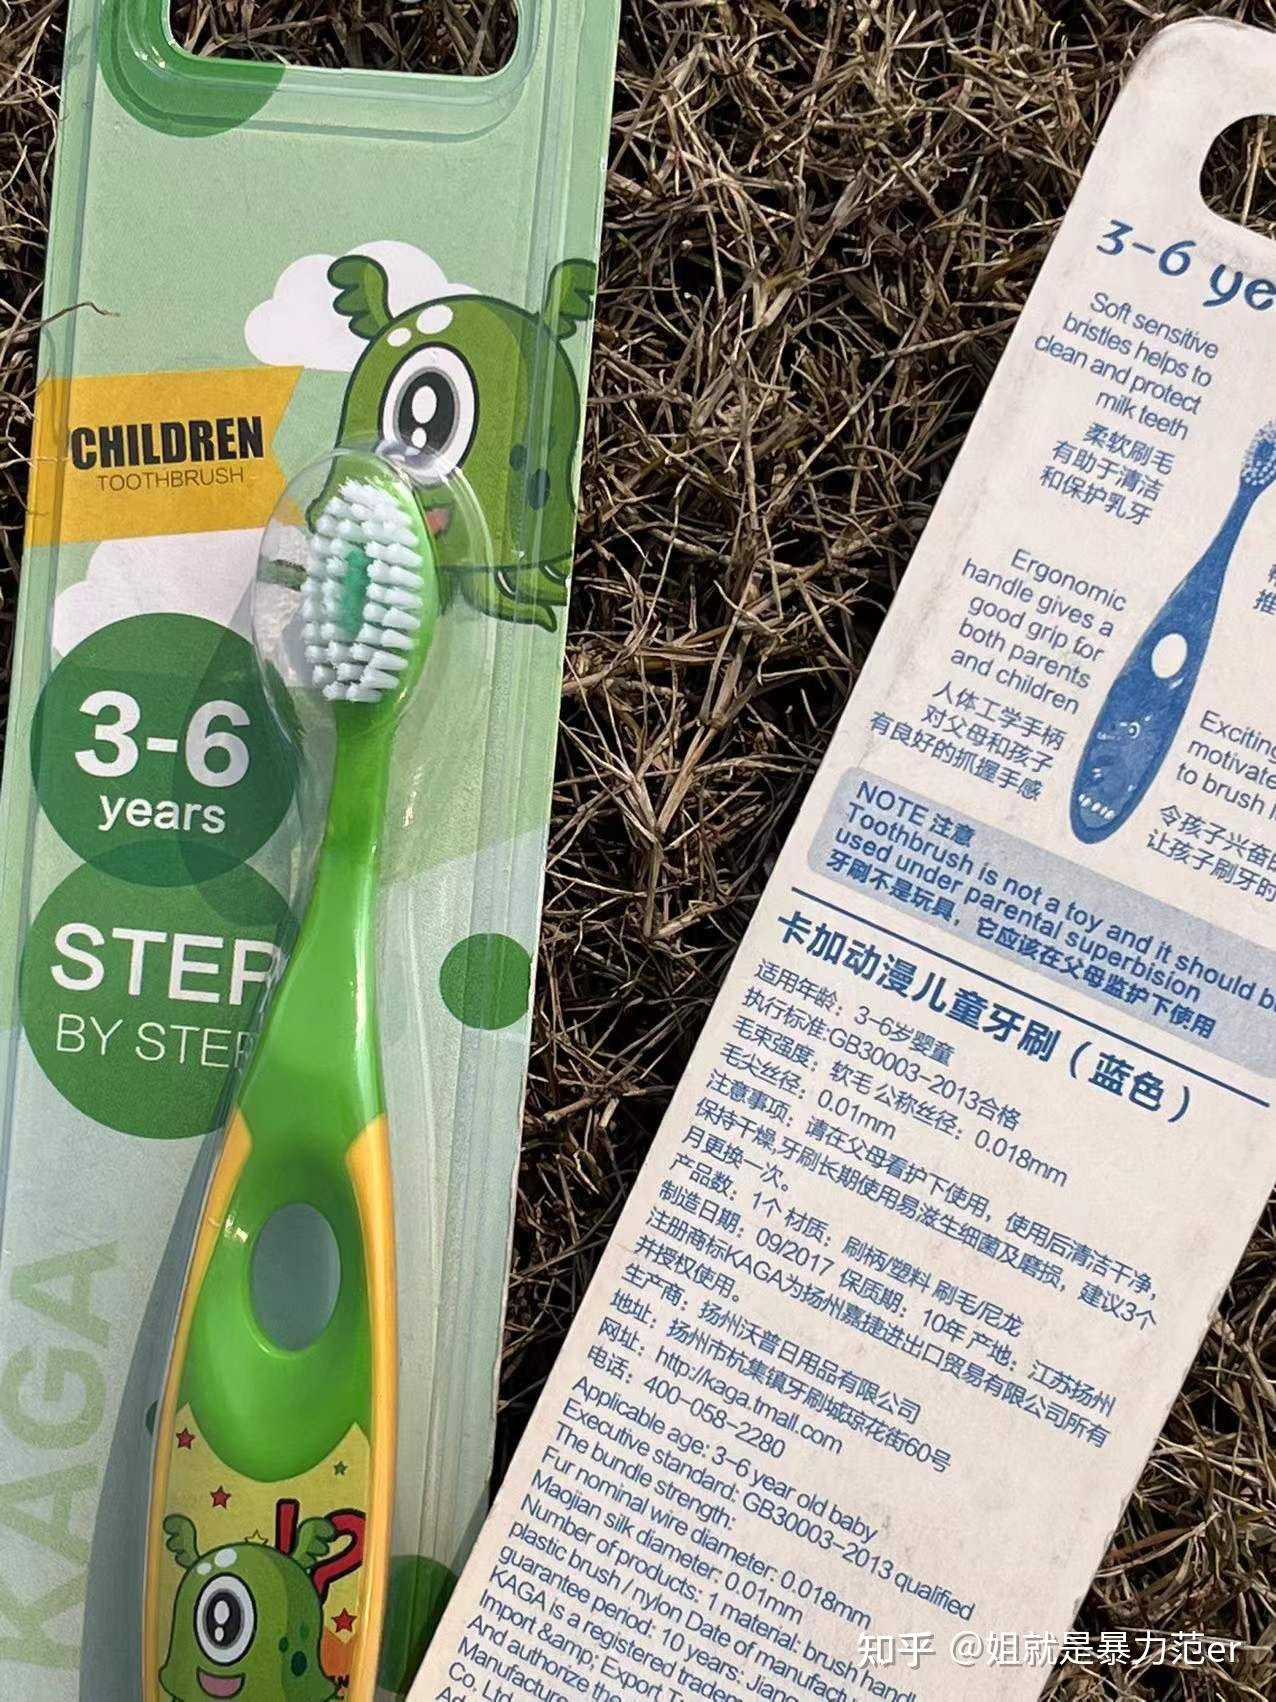 CHILDREN
TOOTHBRUSH
3-6
years
STEP
BY STEP
KAGA
3-6 ye
Soft sensitive
bristles helps to
clean and protect
milk teeth
柔软刷毛
有助于清洁
和保护乳牙
Ergonomic
handle gives a
good grip for
both parents
and children
人体工学手柄
对父母和孩子
有良好的抓握手感
推
Exciting
motivate
to brush
令孩子兴奋的
让孩子刷牙的时
NOTE 注意
Toothbrush is not a toy and it should be
used under parental superbision
牙刷不是玩具，它应该在父母监护下使用
卡加动漫儿童牙刷（蓝色）
适用年龄：3-6岁婴童
执行标准:GB30003-2013合格
毛束强度：软毛 公称丝径：0.018mm
毛尖丝径：0.01mm
注意事项：请在父母看护下使用，使用后清洁干净，
保持干燥,牙刷长期使用易滋生细菌及磨损，建议3个
月更换一次。
产品数：1个 材质：刷柄/塑料 刷毛/尼龙
制造日期：09/2017 保质期：10年 产地：江苏扬州
注册商标KAGA为扬州嘉捷进出口贸易有限公司所有
并授权使用。
生产商：扬州沃普日用品有限公司
地址：扬州市杭集镇牙刷城琼花街60号
网址：http://kaga.tmall.com
电话：400-058-2280
Applicable age: 3-6 year old baby
Executive standard: GB30003-2013 qualified
The bundle strength:
Fur nominal wire diameter: 0.018mm
Maojian silk diameter: 0.01mm
Number of products: 1 material: brush handl
plastic brush / nylon Date of manufactu
guarantee period: 10 years: Jiang
KAGA is a registered tradem
Import &amp; Export T
And authorize the
Manufacture
Co. Ltd
Ad
知乎 @姐就是暴力范er